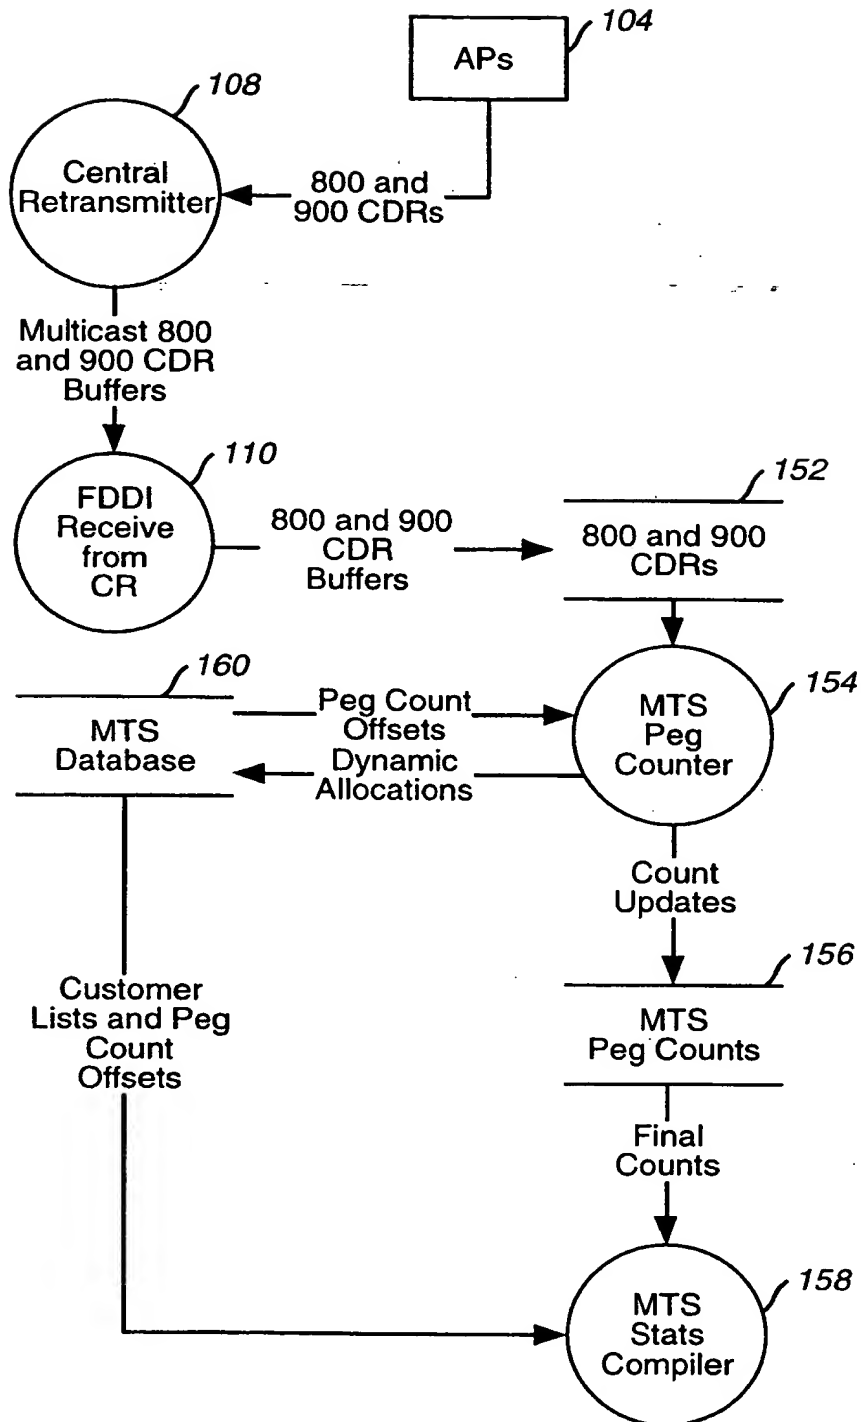 104
APs
108
Central
Retransmitter
800 and
900 CDRs
Multicast 800
and 900 CDR
Buffers
110
FDDI
Receive
from
CR
800 and 900
CDR
Buffers
152
800 and 900
CDRs
160
MTS
Database
Peg Count
Offsets
Dynamic
Allocations
154
MTS
Peg
Counter
Count
Updates
156
MTS
Peg Counts
Customer
Lists and Peg
Count
Offsets
Final
Counts
158
MTS
Stats
Compiler